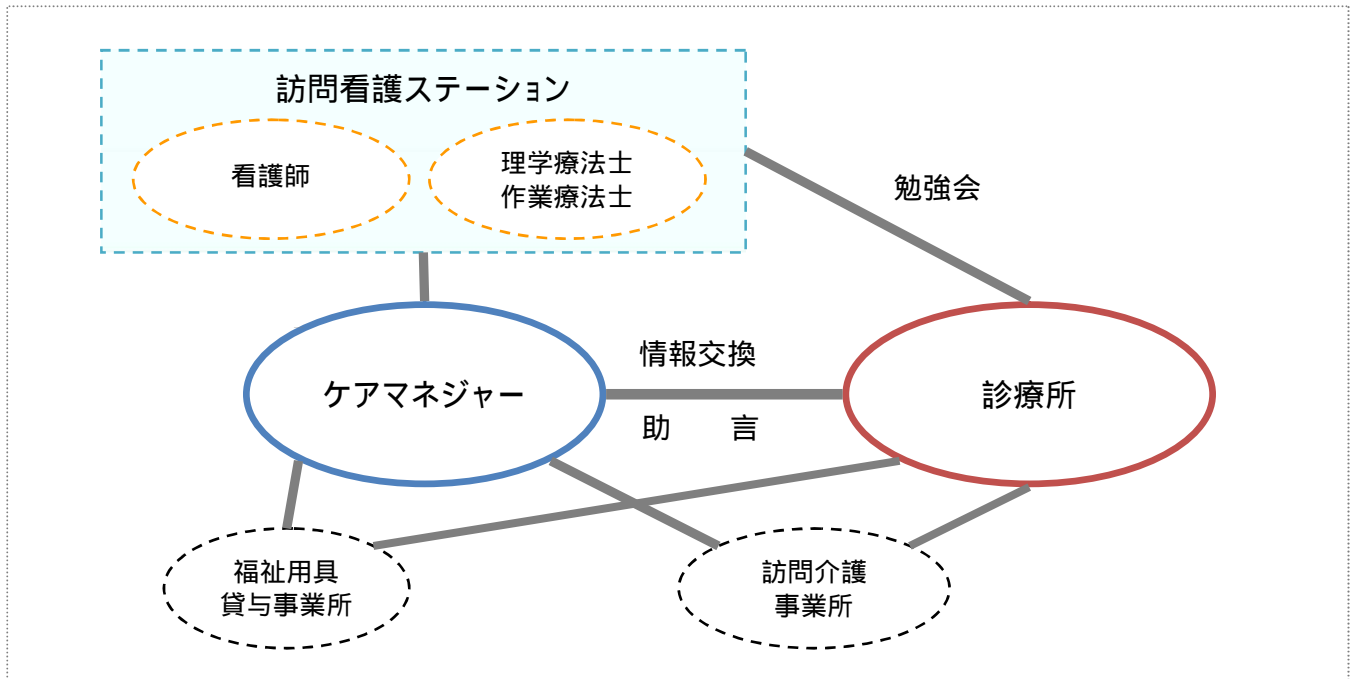 訪問看護ステーション
看護師
理学療法士
作業療法士
勉強会
情報交換
ケアマネジャー
診療所
助　　言
福祉用具
貸与事業所
訪問介護
事業所